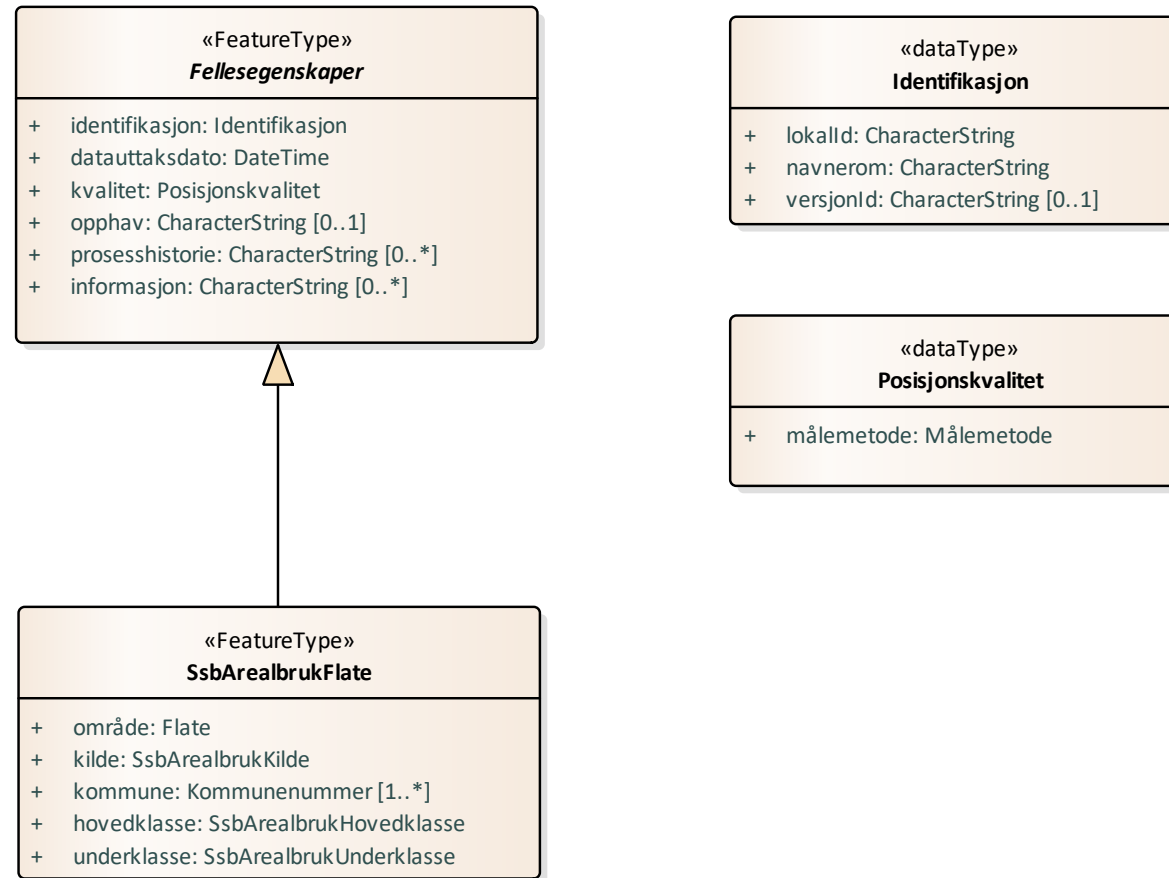 «FeatureType»
Fellesegenskaper
+ identifikasjon: Identifikasjon
+ datauttaksdato: DateTime
+ kvalitet: Posisjonskvalitet
+ opphav: CharacterString [0..1]
+ prosesshistorie: CharacterString [0..*]
+ informasjon: CharacterString [0..*]
«dataType»
Identifikasjon
+ lokalId: CharacterString
+ navnerom: CharacterString
+ versjonId: CharacterString [0..1]
«dataType»
Posisjonskvalitet
+ målemetode: Målemetode
«FeatureType»
SsbArealbrukFlate
+ område: Flate
+ kilde: SsbArealbrukKilde
+ kommune: Kommunenummer [1..*]
+ hovedklasse: SsbArealbrukHovedklasse
+ underklasse: SsbArealbrukUnderklasse